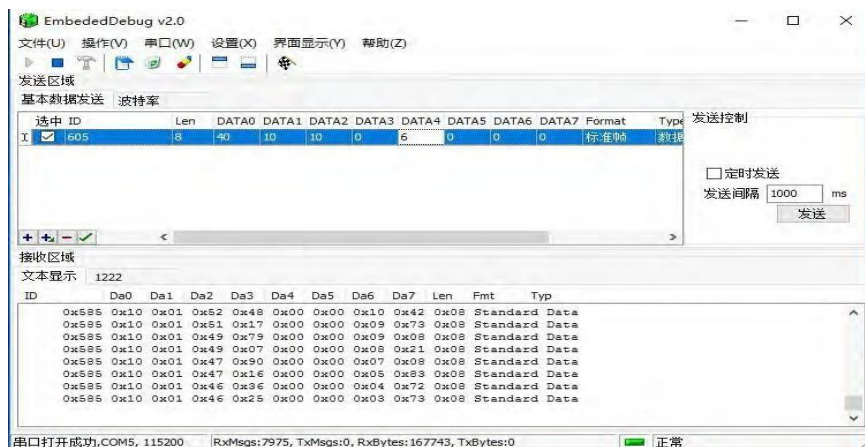 EmbededDebug v2.0
文件(U) 操作(V) 串口(W) 设置(X) 界面显示(Y) 帮助(Z)
发送区域
基本数据发送 波特率
选中 ID Len DATA0 DATA1 DATA2 DATA3 DATA4 DATA5 DATA6 DATA7 Format Type
605 8 40 10 10 0 6 0 0 0 标准帧 数据
发送控制
定时发送
发送间隔 1000 ms
发送
接收区域
文本显示 1222
ID Da0 Da1 Da2 Da3 Da4 Da5 Da6 Da7 Len Fmt Typ
0x585 0x10 0x01 0x52 0x48 0x00 0x00 0x10 0x42 0x08 Standard Data
0x585 0x10 0x01 0x51 0x17 0x00 0x00 0x09 0x73 0x08 Standard Data
0x585 0x10 0x01 0x49 0x79 0x00 0x00 0x09 0x08 0x08 Standard Data
0x585 0x10 0x01 0x49 0x07 0x00 0x00 0x08 0x21 0x08 Standard Data
0x585 0x10 0x01 0x47 0x90 0x00 0x00 0x07 0x08 0x08 Standard Data
0x585 0x10 0x01 0x47 0x16 0x00 0x00 0x05 0x83 0x08 Standard Data
0x585 0x10 0x01 0x46 0x36 0x00 0x00 0x04 0x72 0x08 Standard Data
0x585 0x10 0x01 0x46 0x25 0x00 0x00 0x03 0x73 0x08 Standard Data
串口打开成功,COM5, 115200 RxMsgs:7975, TxMsgs:0, RxBytes:167743, TxBytes:0 正常